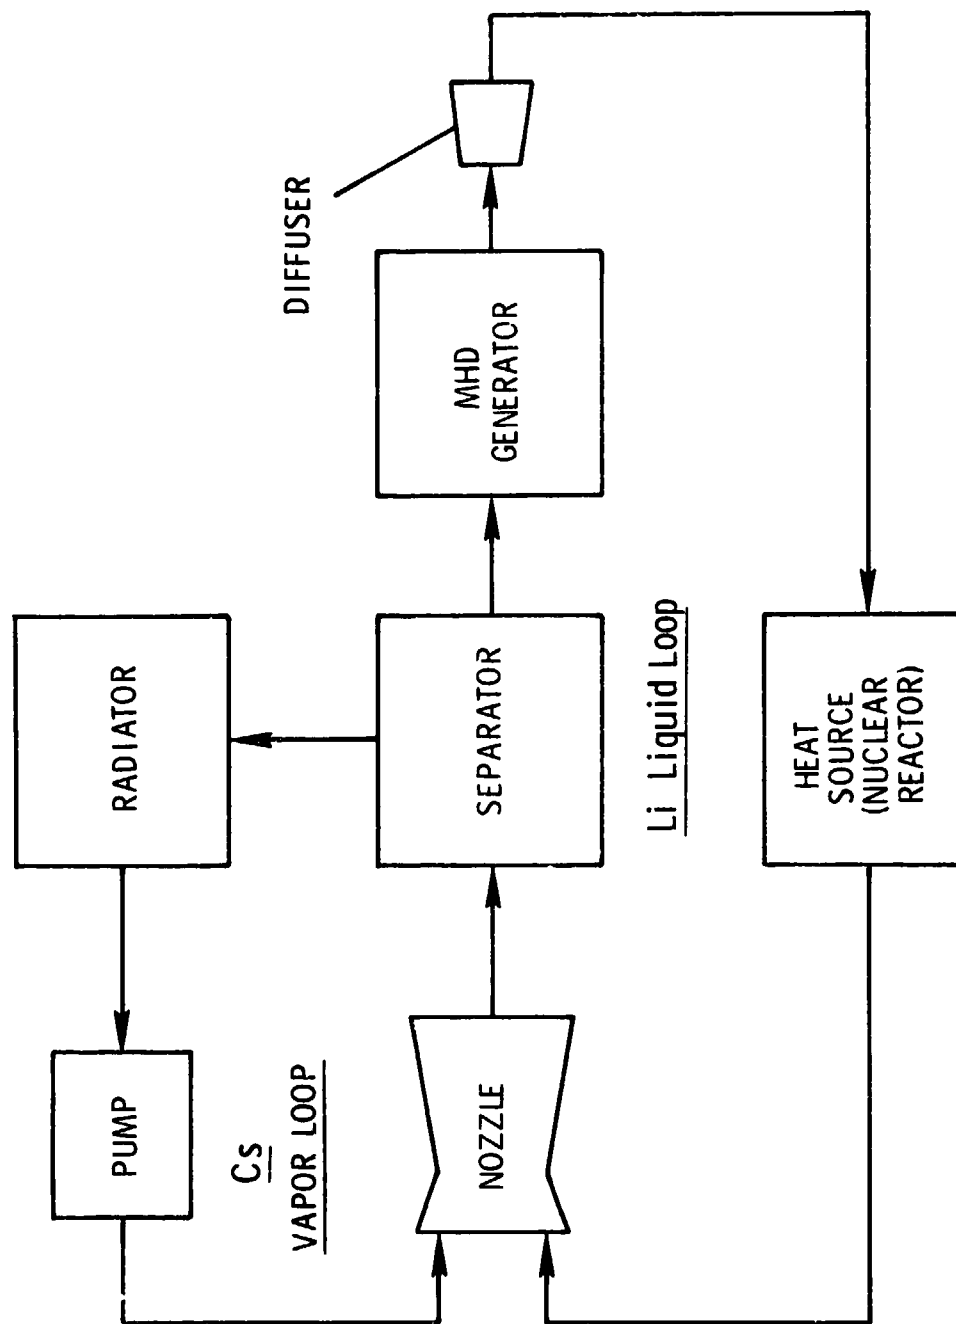 PUMP
RADIATOR
Cs
VAPOR LOOP
DIFFUSER
NOZZLE
SEPARATOR
MHD
GENERATOR
Li Liquid Loop
HEAT
SOURCE
(NUCLEAR
REACTOR)